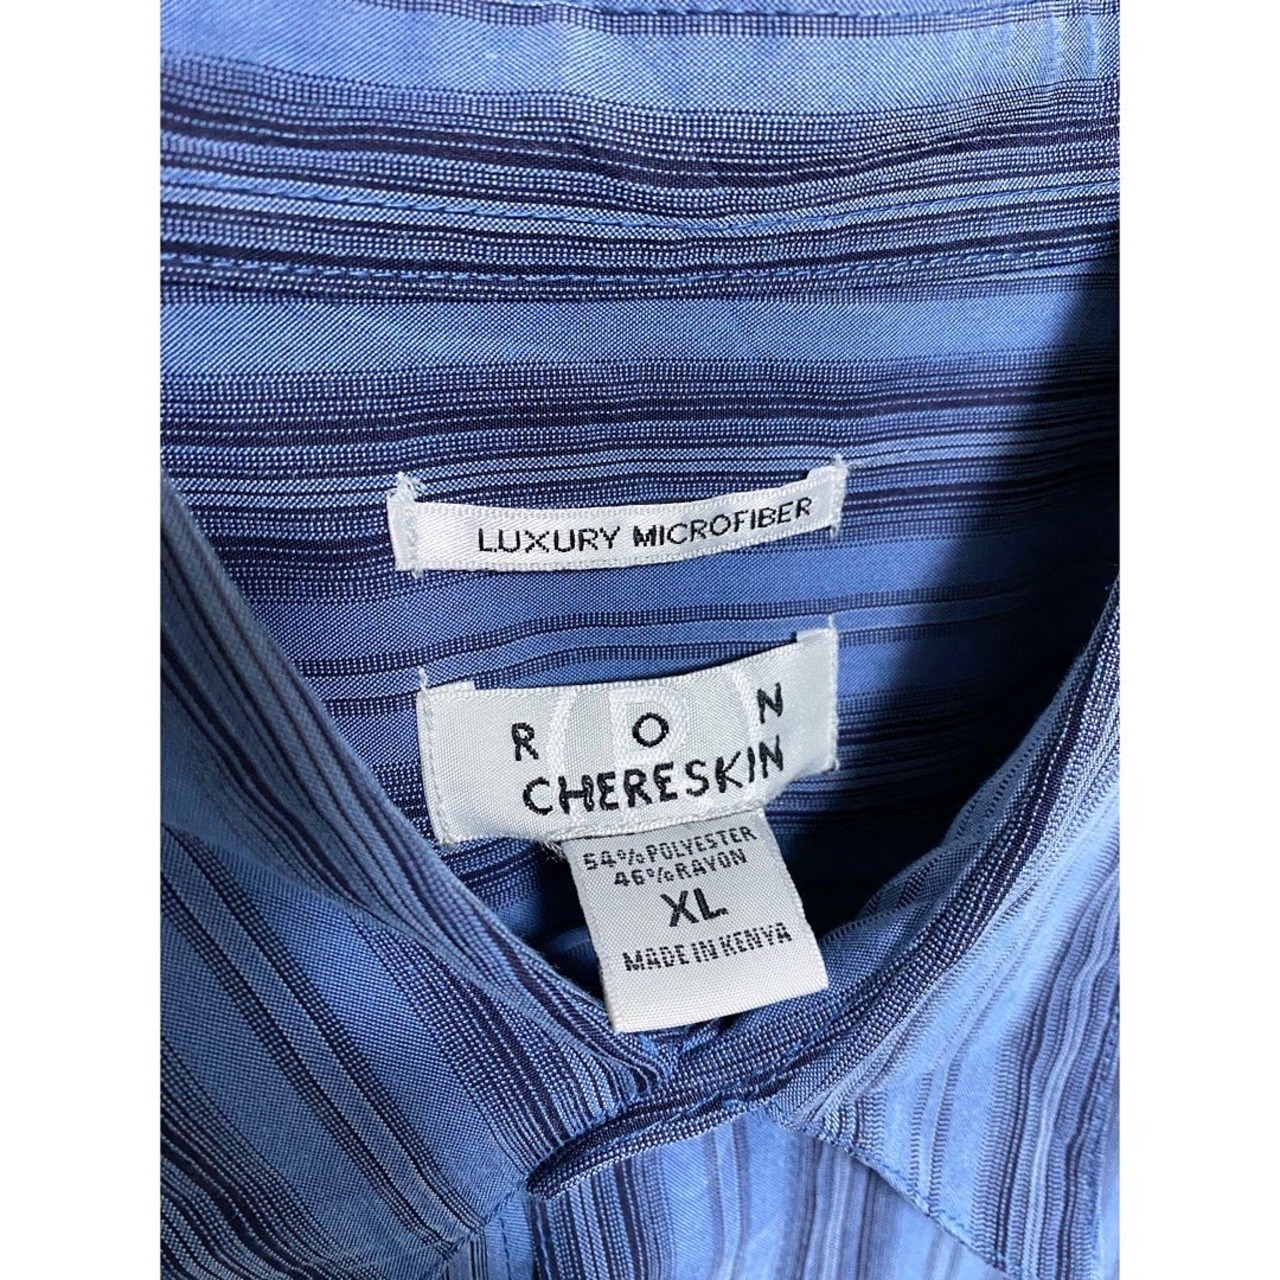 LUXURY MICROFIBER
R O N
CHERESKIN
54% POLYESTER
46% RAYON
XL
MADE IN KENYA